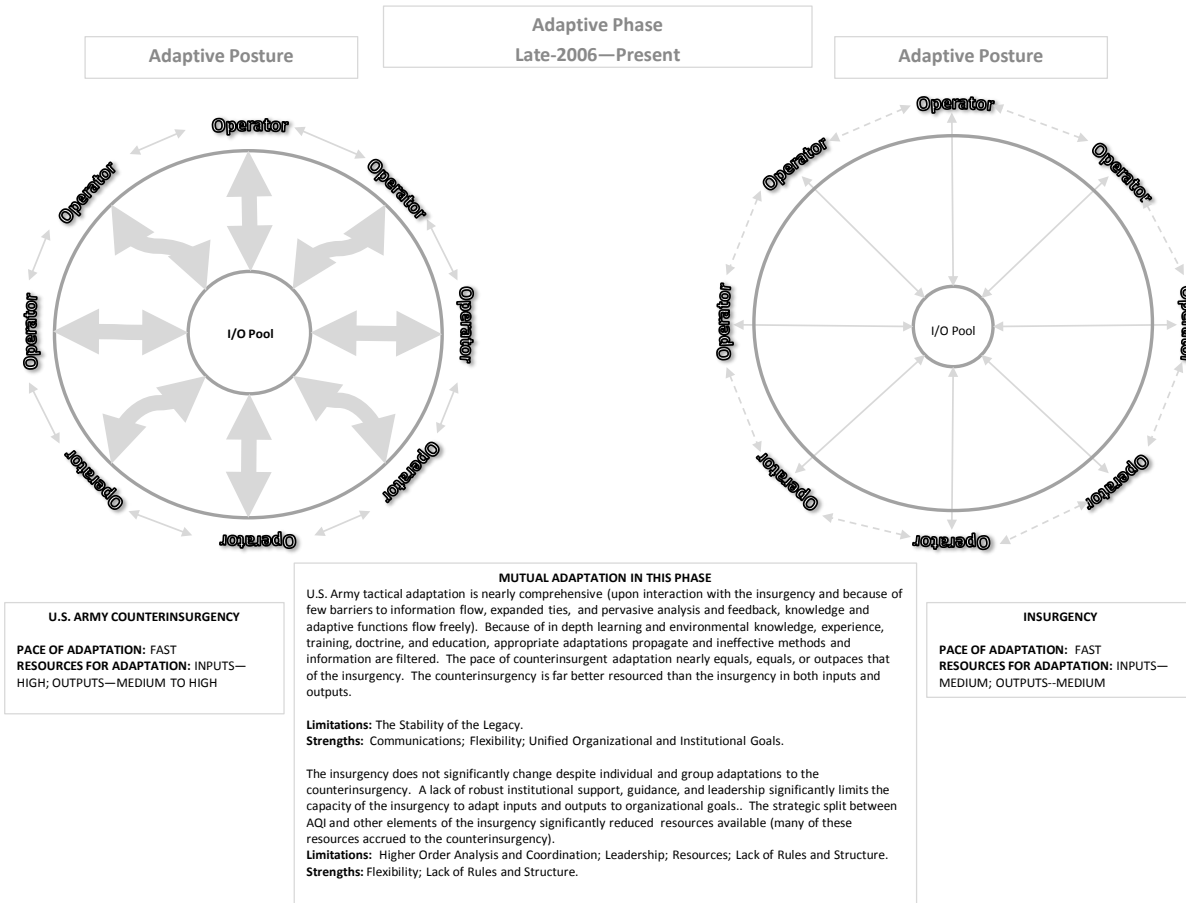 Adaptive Phase
Late-2006—Present
Adaptive Posture
Adaptive Posture
Operator
Operator
Operator
Operator
Operator
Operator
Operator
Operator
I/O Pool
Operator
Operator
Operator
Operator
Operator
Operator
Operator
Operator
I/O Pool
U.S. ARMY COUNTERINSURGENCY
PACE OF ADAPTATION: FAST
RESOURCES FOR ADAPTATION: INPUTS—
HIGH; OUTPUTS—MEDIUM TO HIGH
MUTUAL ADAPTATION IN THIS PHASE
U.S. Army tactical adaptation is nearly comprehensive (upon interaction with the insurgency and because of
few barriers to information flow, expanded ties, and pervasive analysis and feedback, knowledge and
adaptive functions flow freely). Because of in depth learning and environmental knowledge, experience,
training, doctrine, and education, appropriate adaptations propagate and ineffective methods and
information are filtered. The pace of counterinsurgent adaptation nearly equals, equals, or outpaces that
of the insurgency. The counterinsurgency is far better resourced than the insurgency in both inputs and
outputs.
Limitations: The Stability of the Legacy.
Strengths: Communications; Flexibility; Unified Organizational and Institutional Goals.
The insurgency does not significantly change despite individual and group adaptations to the
counterinsurgency. A lack of robust institutional support, guidance, and leadership significantly limits the
capacity of the insurgency to adapt inputs and outputs to organizational goals.. The strategic split between
AQI and other elements of the insurgency significantly reduced resources available (many of these
resources accrued to the counterinsurgency).
Limitations: Higher Order Analysis and Coordination; Leadership; Resources; Lack of Rules and Structure.
Strengths: Flexibility; Lack of Rules and Structure.
INSURGENCY
PACE OF ADAPTATION: FAST
RESOURCES FOR ADAPTATION: INPUTS—
MEDIUM; OUTPUTS--MEDIUM